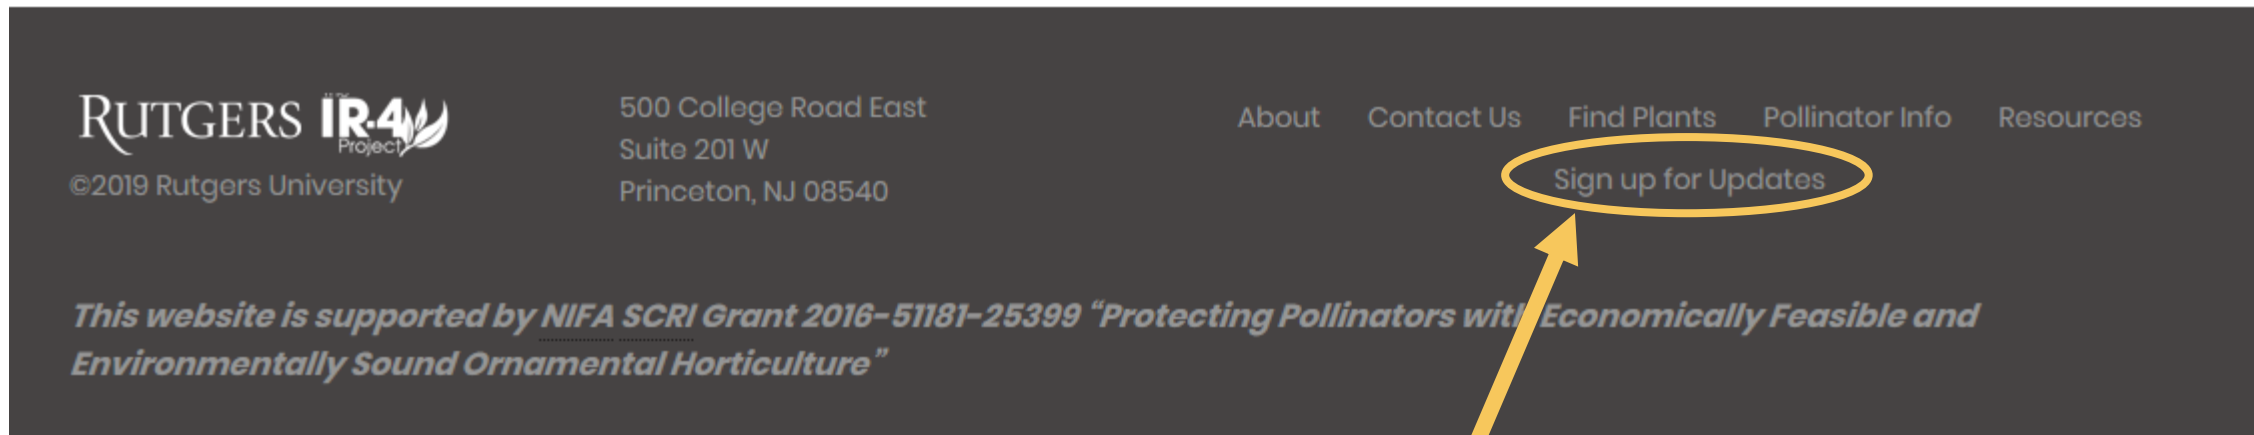 RUTGERS IR-4
Project
©2019 Rutgers University
500 College Road East
Suite 201 W
Princeton, NJ 08540
About Contact Us Find Plants Pollinator Info Resources
Sign up for Updates
This website is supported by NIFA SCRI Grant 2016-51181-25399 “Protecting Pollinators with Economically Feasible and
Environmentally Sound Ornamental Horticulture”